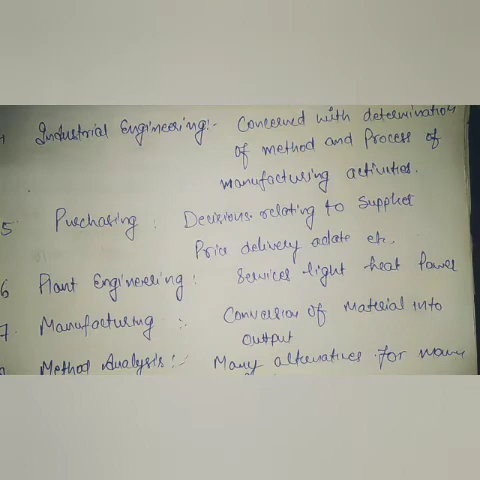 Industrial Engineering:- Concerned with determination
of method and Process of
manufacturing activities.
5 Purchasing : Decisions relating to Supplier
Price delivery date etc.
6 Plant Engineering : Services light heat Power
7. Manufacturing :- Conversion of Material into
output
Method Analysis:- Many alternatives for many